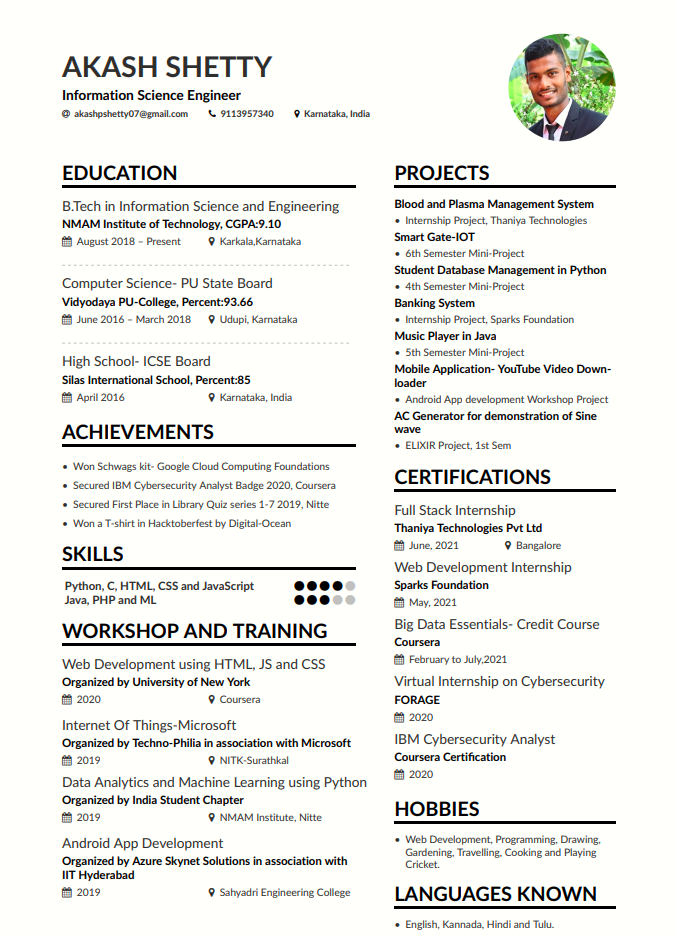 AKASH SHETTY
Information Science Engineer
akashpshetty07@gmail.com 9113957340 Karnataka, India
EDUCATION
B.Tech in Information Science and Engineering
NMAM Institute of Technology, CGPA:9.10
August 2018 – Present Karkala,Karnataka
Computer Science- PU State Board
Vidyodaya PU-College, Percent:93.66
June 2016 – March 2018 Udupi, Karnataka
High School- ICSE Board
Silas International School, Percent:85
April 2016 Karnataka, India
ACHIEVEMENTS
• Won Schwags kit- Google Cloud Computing Foundations
• Secured IBM Cybersecurity Analyst Badge 2020, Coursera
• Secured First Place in Library Quiz series 1-7 2019, Nitte
• Won a T-shirt in Hacktoberfest by Digital-Ocean
SKILLS
Python, C, HTML, CSS and JavaScript
Java, PHP and ML
WORKSHOP AND TRAINING
Web Development using HTML, JS and CSS
Organized by University of New York
2020 Coursera
Internet Of Things-Microsoft
Organized by Techno-Philia in association with Microsoft
2019 NITK-Surathkal
Data Analytics and Machine Learning using Python
Organized by India Student Chapter
2019 NMAM Institute, Nitte
Android App Development
Organized by Azure Skynet Solutions in association with
IIT Hyderabad
2019 Sahyadri Engineering College
PROJECTS
Blood and Plasma Management System
• Internship Project, Thaniya Technologies
Smart Gate-IOT
• 6th Semester Mini-Project
Student Database Management in Python
• 4th Semester Mini-Project
Banking System
• Internship Project, Sparks Foundation
Music Player in Java
• 5th Semester Mini-Project
Mobile Application- YouTube Video Down-
loader
• Android App development Workshop Project
AC Generator for demonstration of Sine
wave
• ELIXIR Project, 1st Sem
CERTIFICATIONS
Full Stack Internship
Thaniya Technologies Pvt Ltd
June, 2021 Bangalore
Web Development Internship
Sparks Foundation
May, 2021
Big Data Essentials- Credit Course
Coursera
February to July,2021
Virtual Internship on Cybersecurity
FORAGE
2020
IBM Cybersecurity Analyst
Coursera Certification
2020
HOBBIES
• Web Development, Programming, Drawing,
Gardening, Travelling, Cooking and Playing
Cricket.
LANGUAGES KNOWN
• English, Kannada, Hindi and Tulu.